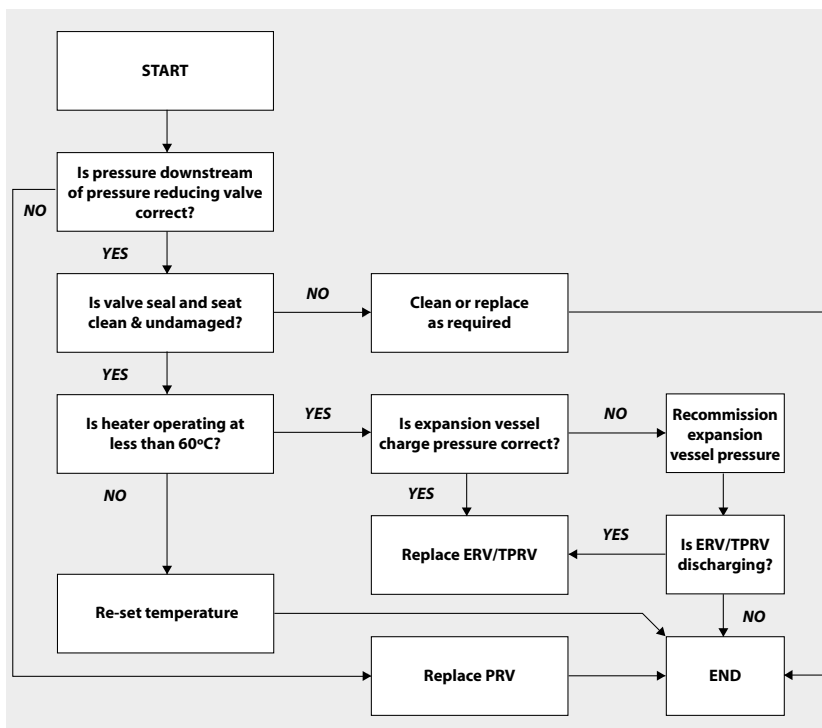 START
Is pressure downstream
of pressure reducing valve
correct?
NO
YES
Is valve seal and seat
clean & undamaged?
NO
Clean or replace
as required
YES
Is heater operating at
less than 60ºC?
YES
Is expansion vessel
charge pressure correct?
NO
Recommission
expansion
vessel pressure
NO
YES
Replace ERV/TPRV
YES
Is ERV/TPRV
discharging?
Re-set temperature
NO
Replace PRV
END